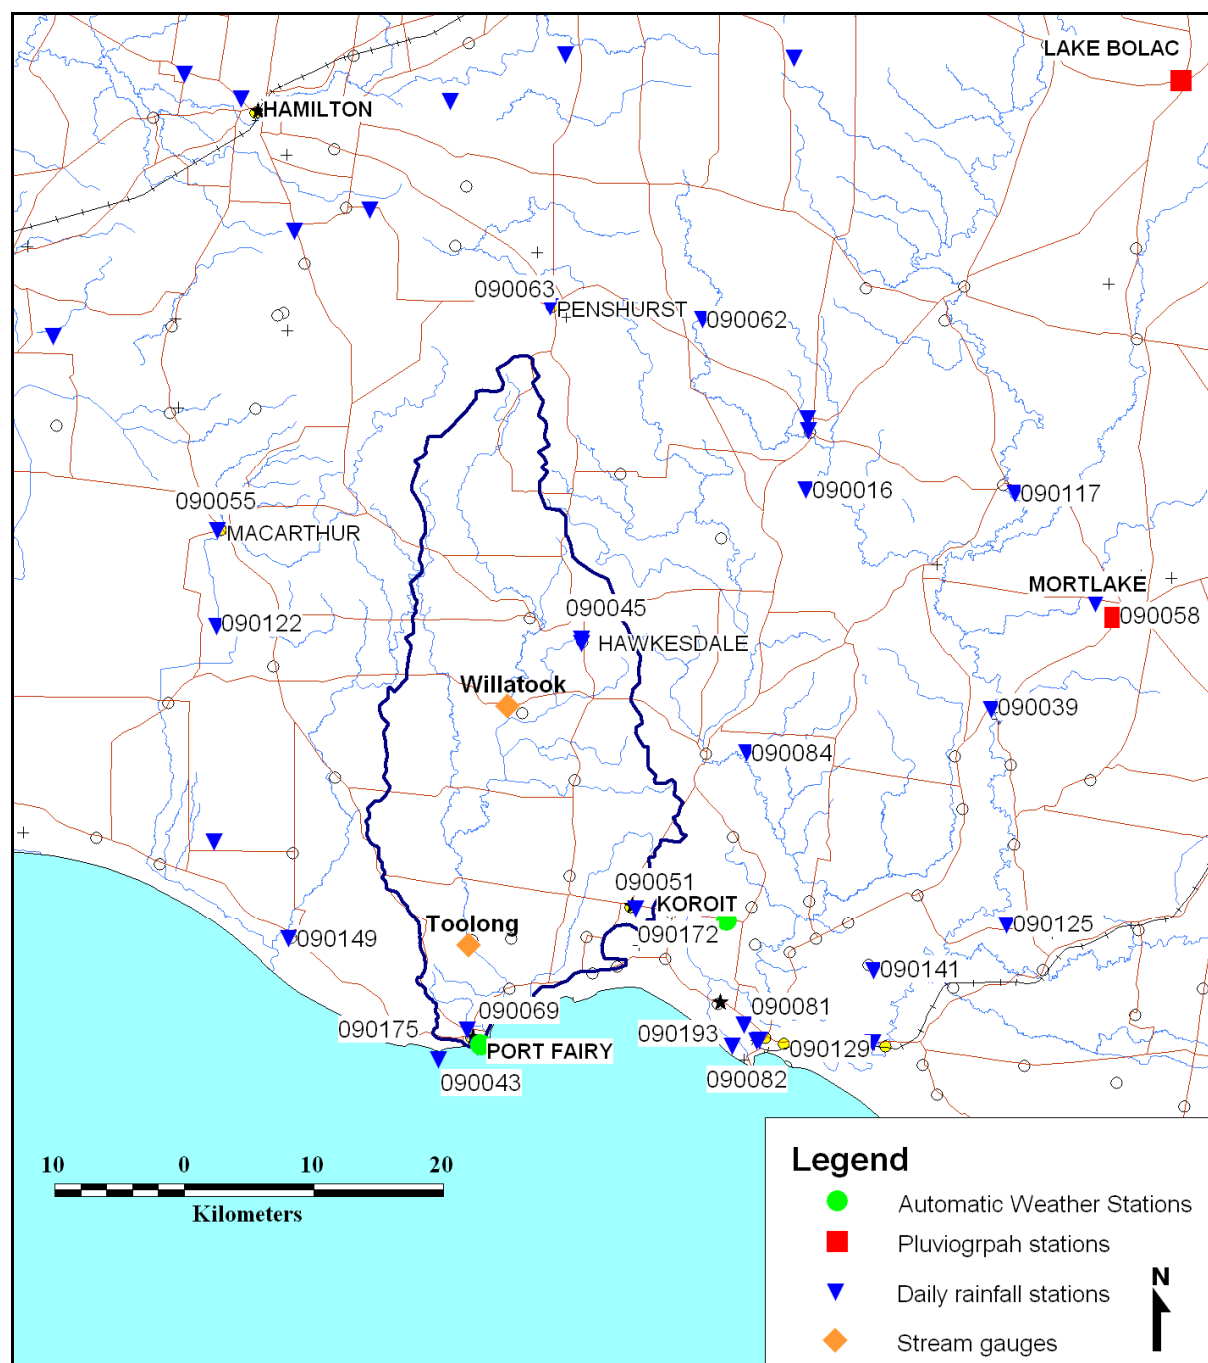 LAKE BOLAC
HAMILTON
090063
PENSHURST
090062
090055
MACARTHUR
090016
090117
MORTLAKE
090058
090045
090122
HAWKESDALE
Willatook
090039
090084
090051
KOROIT
Toolong
090172
090149
090125
090141
090069
090081
090175
090193
PORT FAIRY
090129
090043
090082
10 0 10 20
Kilometers
Legend
Automatic Weather Stations
Pluviogrpah stations
Daily rainfall stations
Stream gauges
N